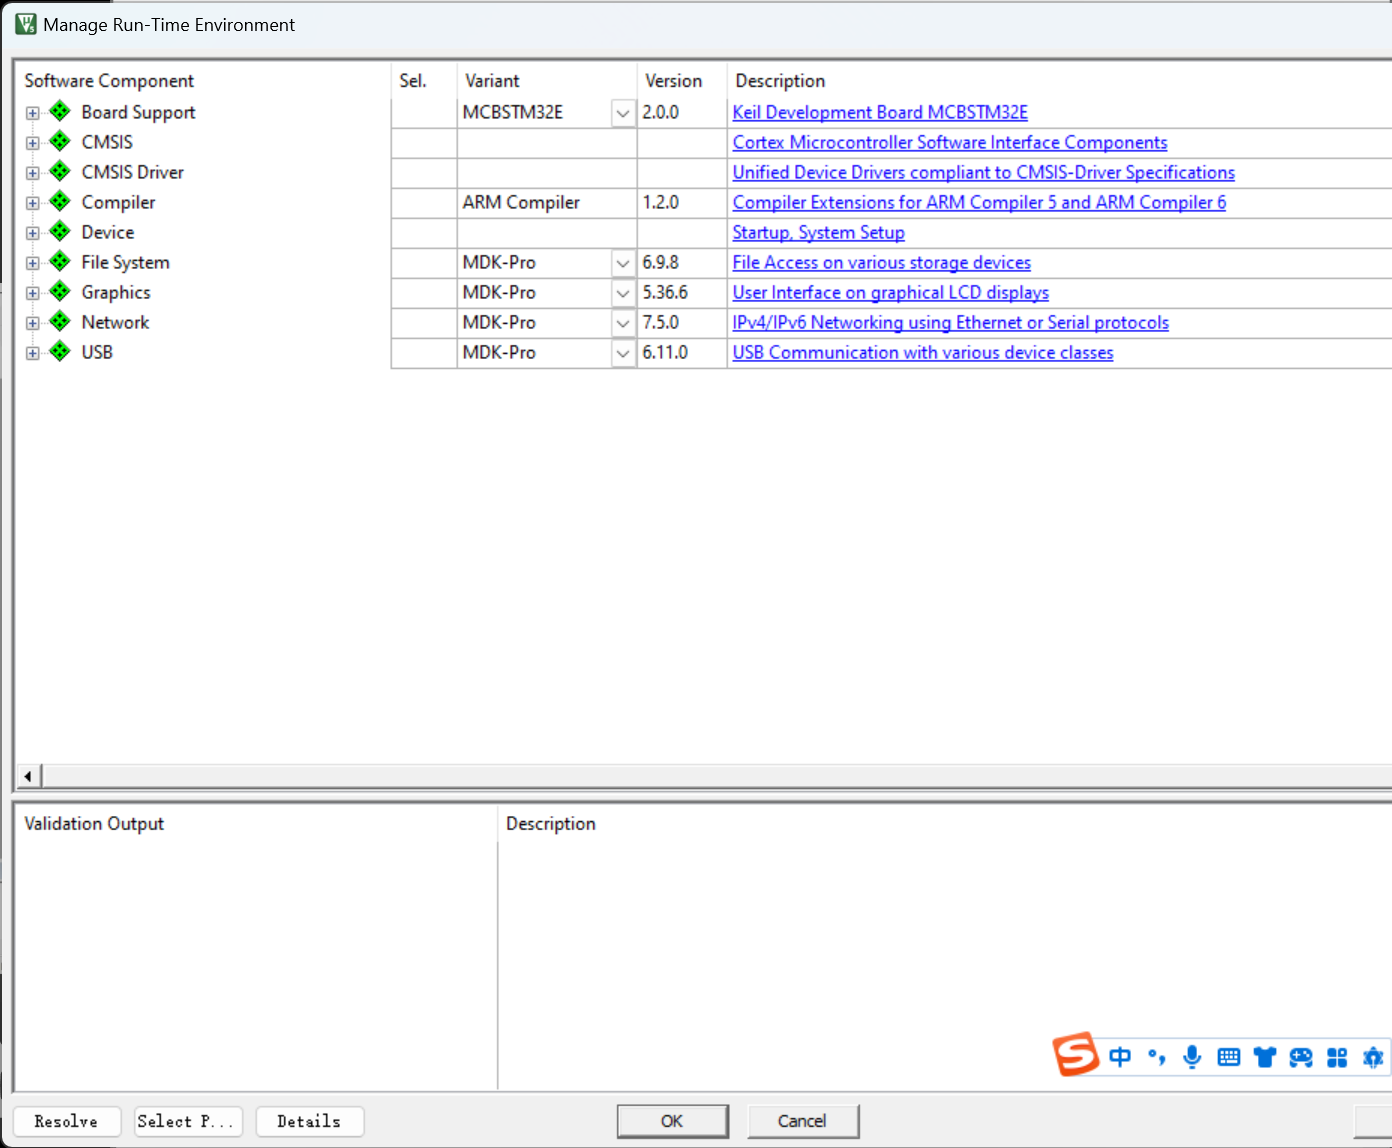 Manage Run-Time Environment
Software Component Sel. Variant Version Description
Board Support MCBSTM32E 2.0.0 Keil Development Board MCBSTM32E
CMSIS Cortex Microcontroller Software Interface Components
CMSIS Driver Unified Device Drivers compliant to CMSIS-Driver Specifications
Compiler ARM Compiler 1.2.0 Compiler Extensions for ARM Compiler 5 and ARM Compiler 6
Device Startup, System Setup
File System MDK-Pro 6.9.8 File Access on various storage devices
Graphics MDK-Pro 5.36.6 User Interface on graphical LCD displays
Network MDK-Pro 7.5.0 IPv4/IPv6 Networking using Ethernet or Serial protocols
USB MDK-Pro 6.11.0 USB Communication with various device classes
Validation Output Description
中
Resolve Select P... Details OK Cancel